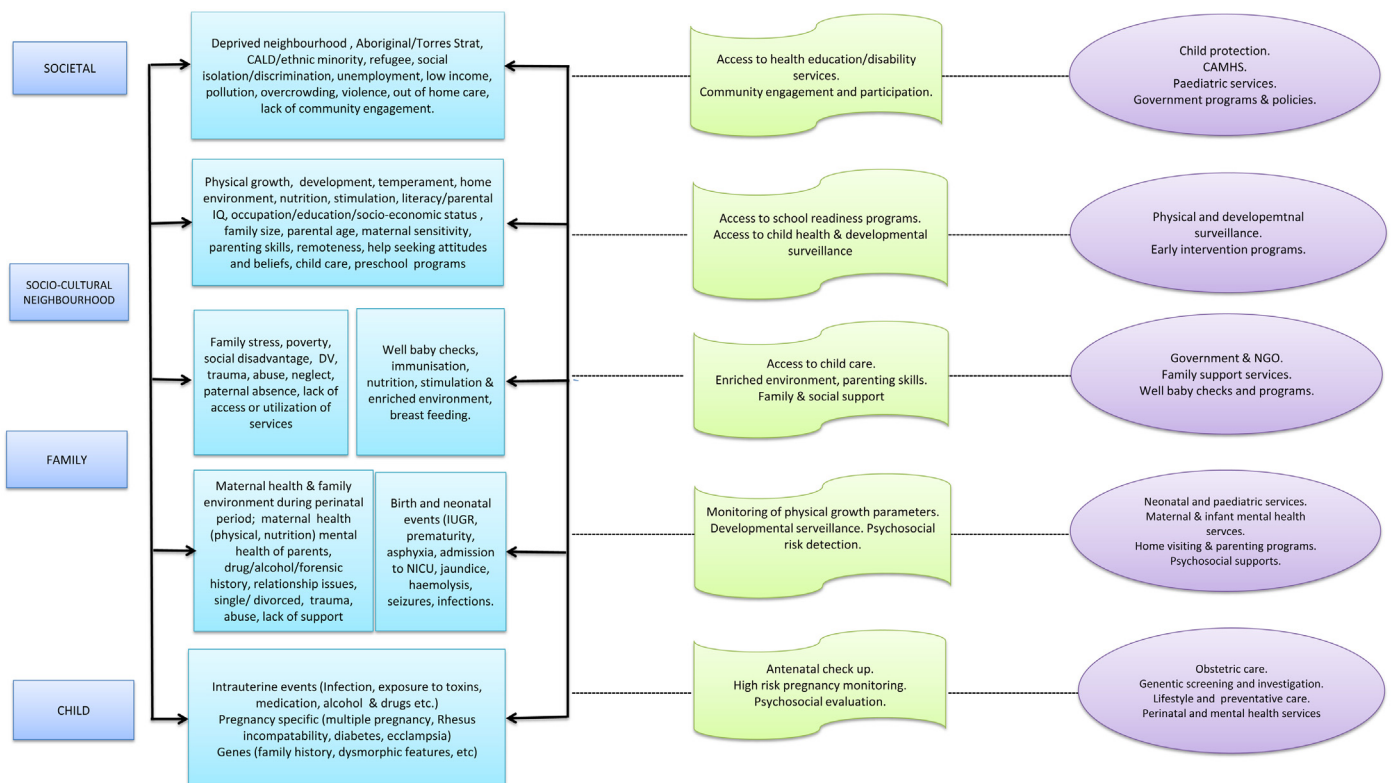 SOCIETAL
Deprived neighbourhood , Aboriginal/Torres Strat,
CALD/ethnic minority, refugee, social
isolation/discrimination, unemployment, low income,
pollution, overcrowding, violence, out of home care,
lack of community engagement.
Access to health education/disability
services.
Community engagement and participation.
Child protection.
CAMHS.
Paediatric services.
Government programs & policies.
Physical growth, development, temperament, home
environment, nutrition, stimulation, literacy/parental
IQ, occupation/education/socio-economic status ,
family size, parental age, maternal sensitivity,
parenting skills, remoteness, help seeking attitudes
and beliefs, child care, preschool programs
Access to school readiness programs.
Access to child health & developmental
surveillance
Physical and developemtnal
surveillance.
Early intervention programs.
SOCIO-CULTURAL
NEIGHBOURHOOD
Family stress, poverty,
social disadvantage, DV,
trauma, abuse, neglect,
paternal absence, lack of
access or utilization of
services
Well baby checks,
immunisation,
nutrition, stimulation &
enriched environment,
breast feeding.
Access to child care.
Enriched environment, parenting skills.
Family & social support
Government & NGO.
Family support services.
Well baby checks and programs.
FAMILY
Maternal health & family
environment during perinatal
period; maternal health
(physical, nutrition) mental
health of parents,
drug/alcohol/forensic
history, relationship issues,
single/ divorced, trauma,
abuse, lack of support
Birth and neonatal
events (IUGR,
prematurity,
asphyxia, admission
to NICU, jaundice,
haemolysis,
seizures, infections.
Monitoring of physical growth parameters.
Developmental serveillance. Psychosocial
risk detection.
Neonatal and paediatric services.
Maternal & infant mental health
servces.
Home visiting & parenting programs.
Psychosocial supports.
CHILD
Intrauterine events (Infection, exposure to toxins,
medication, alcohol & drugs etc.)
Pregnancy specific (multiple pregnancy, Rhesus
incompatability, diabetes, ecclampsia)
Genes (family history, dysmorphic features, etc)
Antenatal check up.
High risk pregnancy monitoring.
Psychosocial evaluation.
Obstetric care.
Genentic screening and investigation.
Lifestyle and preventative care.
Perinatal and mental health services